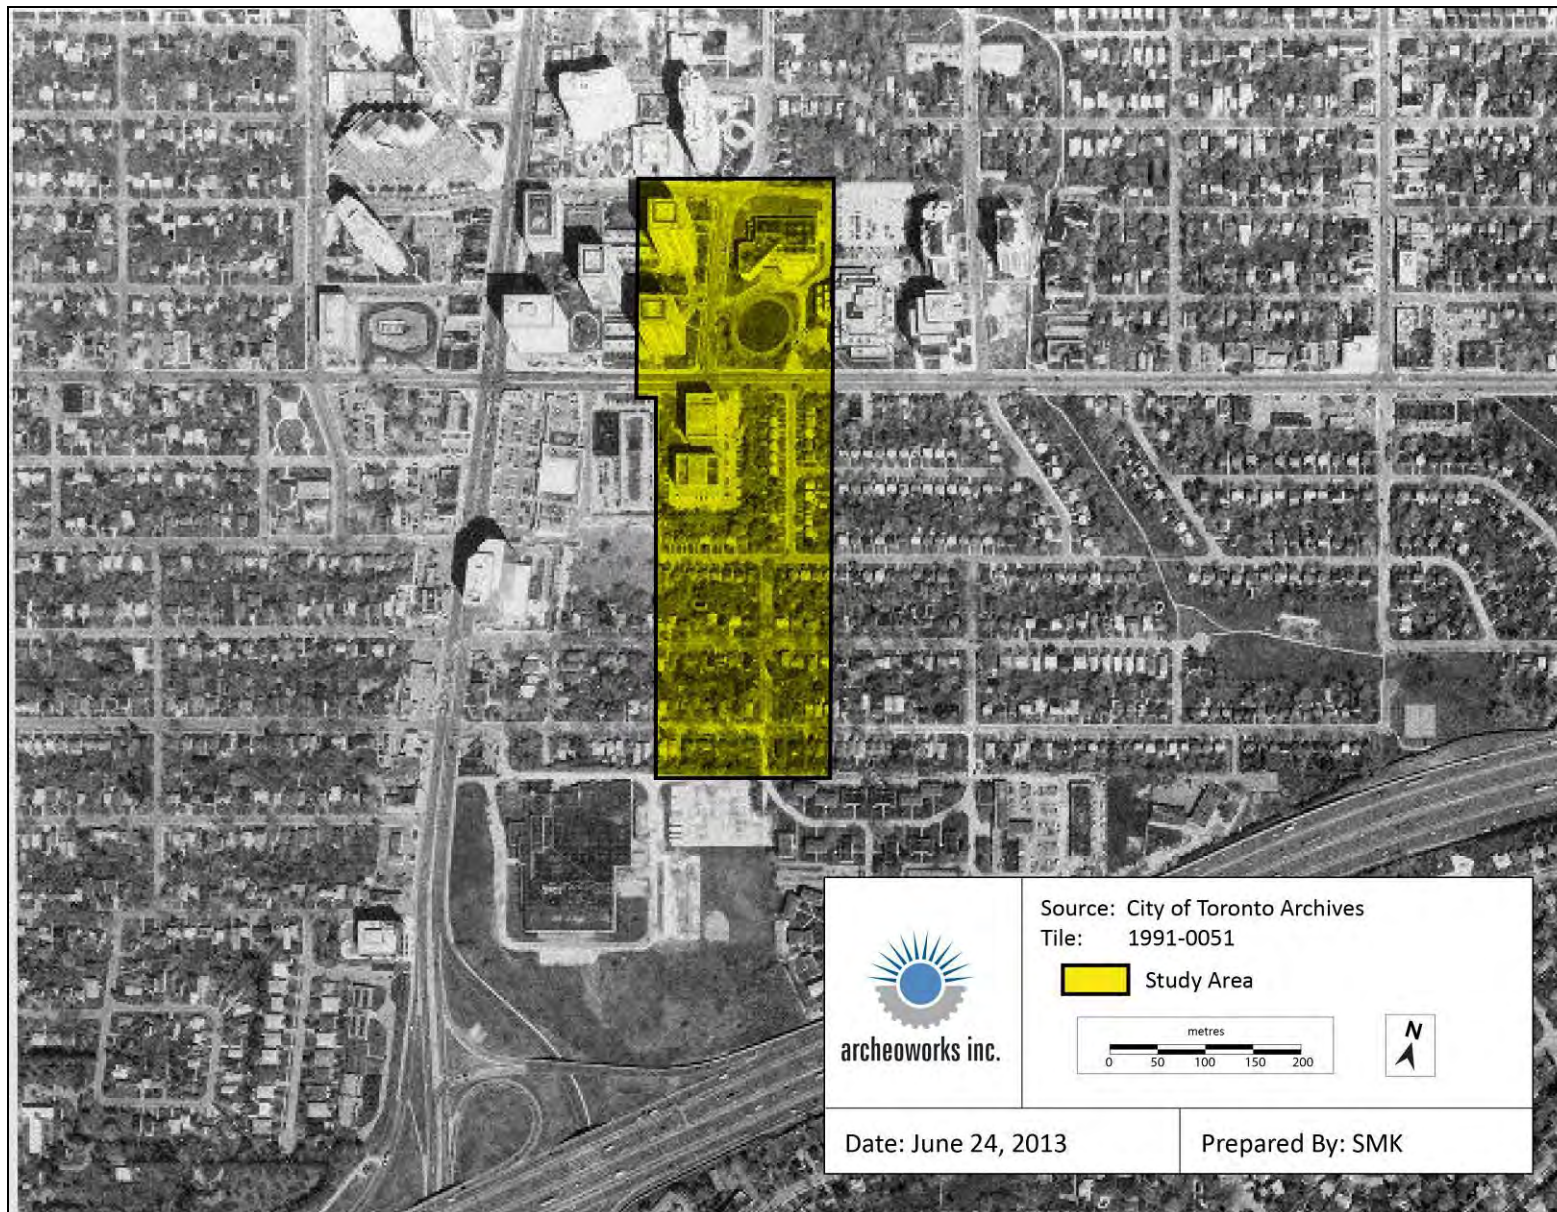 Source: City of Toronto Archives
Tile: 1991-0051
Study Area
metres
0 50 100 150 200
N
archeoworks inc.
Date: June 24, 2013
Prepared By: SMK